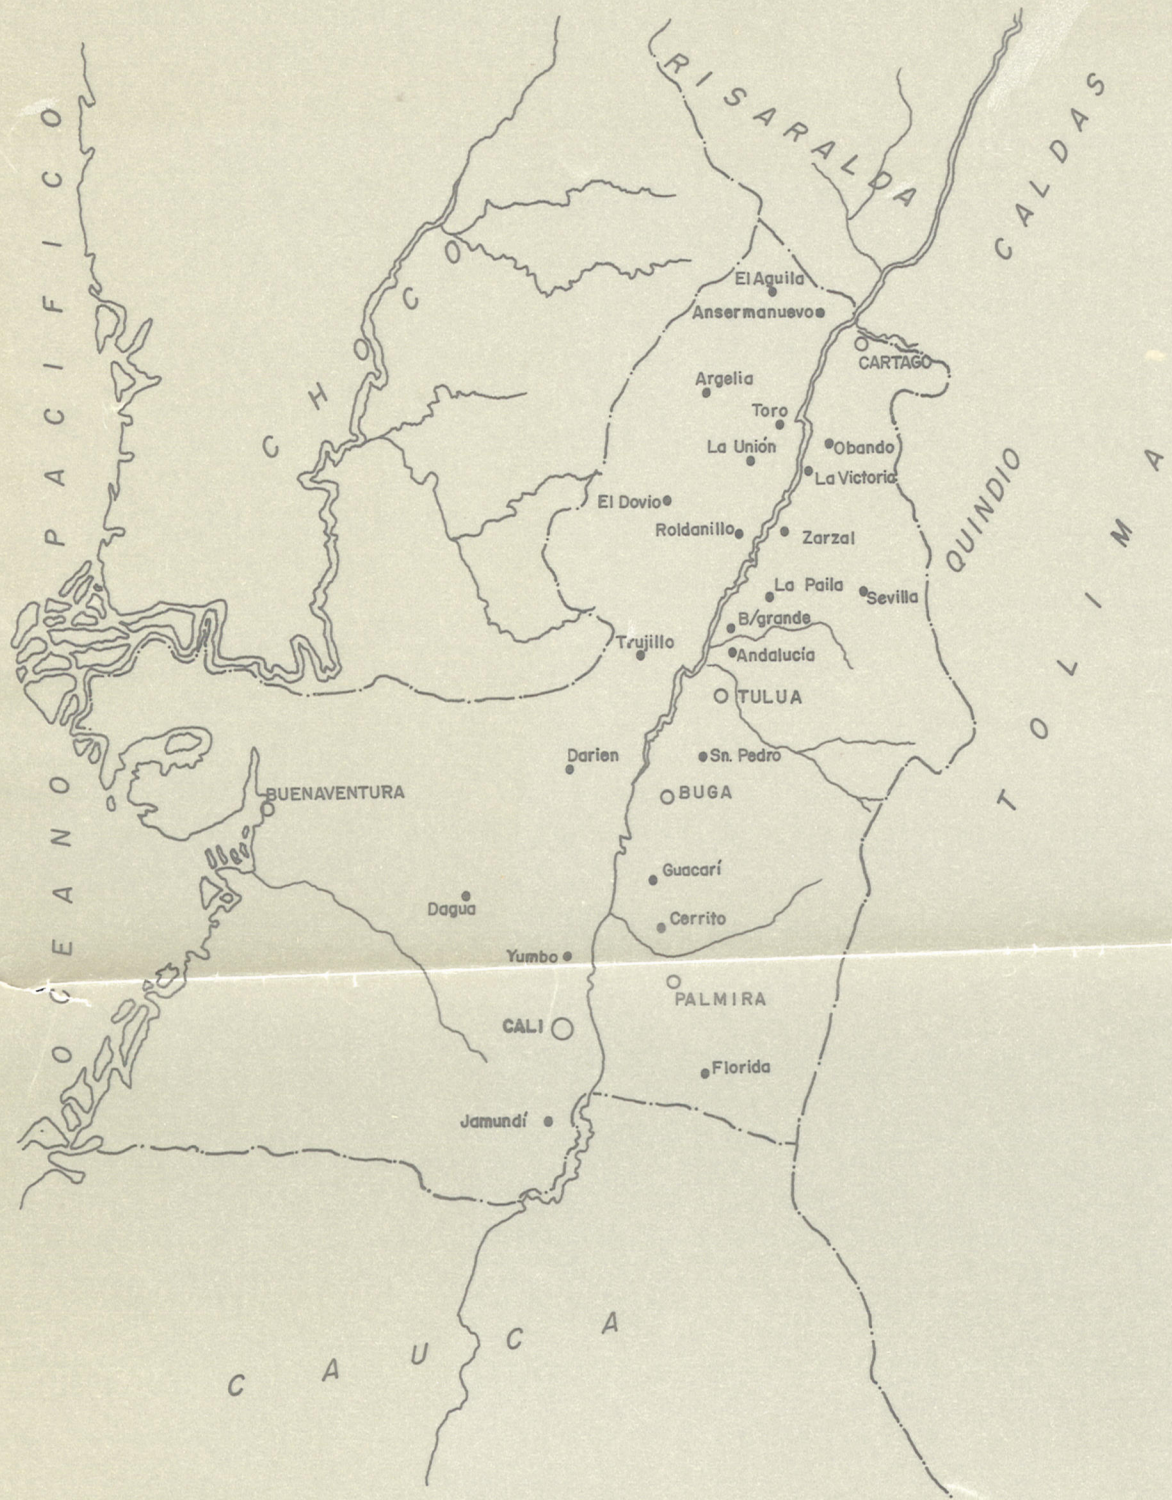 RISARALDA
CALDAS
OCEANO PACIFICO
CHOCO
El Aguila
Ansermanuevo
CARTAGO
Argelia
Toro
La Unión
Obando
La Victoria
QUINDIO
TOLIMA
El Dovio
Roldanillo
Zarzal
La Paila
Sevilla
B/grande
Trujillo
Andalucía
TULUA
Darien
Sn. Pedro
BUENAVENTURA
BUGA
Guacarí
Dagua
Cerrito
Yumbo
PALMIRA
CALI
Florida
Jamundí
CAUCA